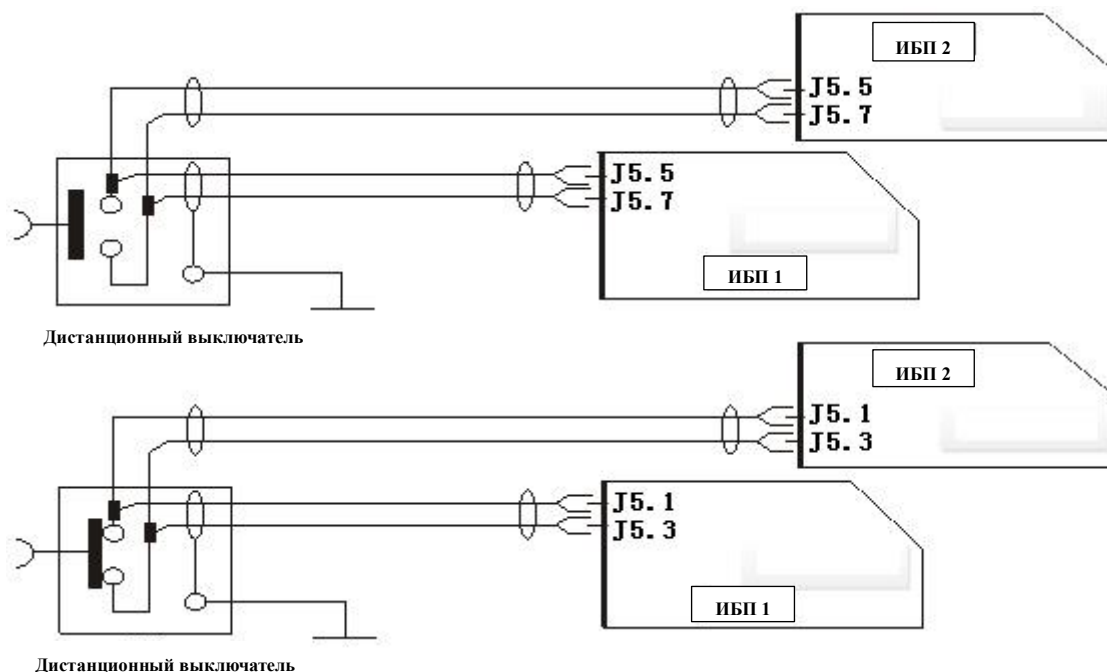 ИБП 2
J5.5
J5.7
J5.5
J5.7
ИБП 1
Дистанционный выключатель
ИБП 2
J5.1
J5.3
J5.1
J5.3
ИБП 1
Дистанционный выключатель